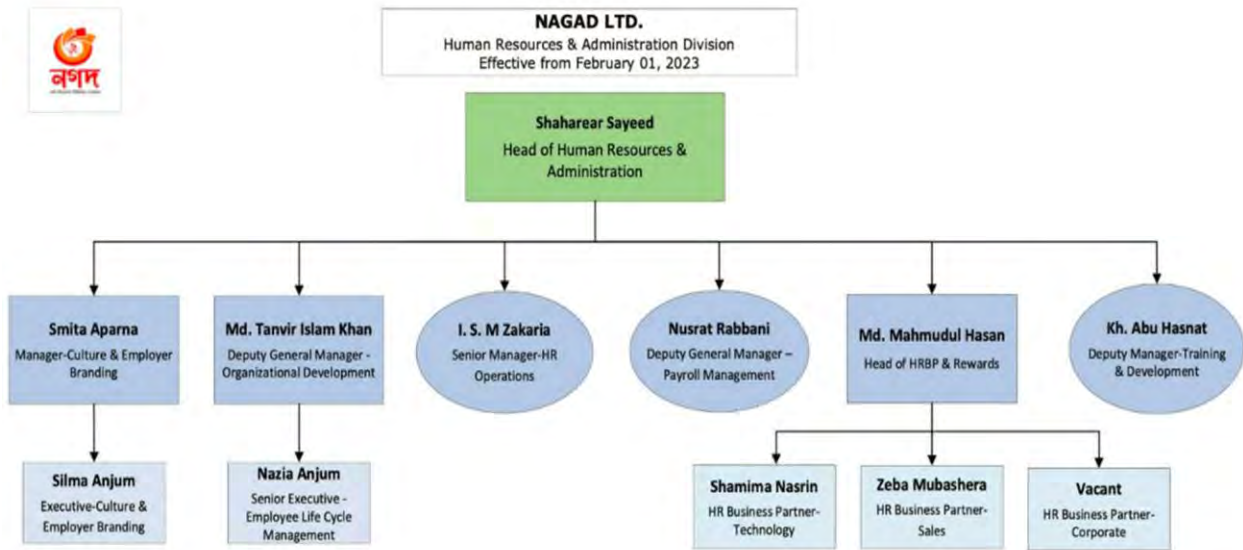 NAGAD LTD.
Human Resources & Administration Division
Effective from February 01, 2023
নগদ
Shaharear Sayeed
Head of Human Resources &
Administration
Smita Aparna
Manager-Culture & Employer
Branding
Md. Tanvir Islam Khan
Deputy General Manager -
Organizational Development
I. S. M Zakaria
Senior Manager-HR
Operations
Nusrat Rabbani
Deputy General Manager –
Payroll Management
Md. Mahmudul Hasan
Head of HRBP & Rewards
Kh. Abu Hasnat
Deputy Manager-Training
& Development
Silma Anjum
Executive-Culture &
Employer Branding
Nazia Anjum
Senior Executive -
Employee Life Cycle
Management
Shamima Nasrin
HR Business Partner-
Technology
Zeba Mubashera
HR Business Partner-
Sales
Vacant
HR Business Partner-
Corporate